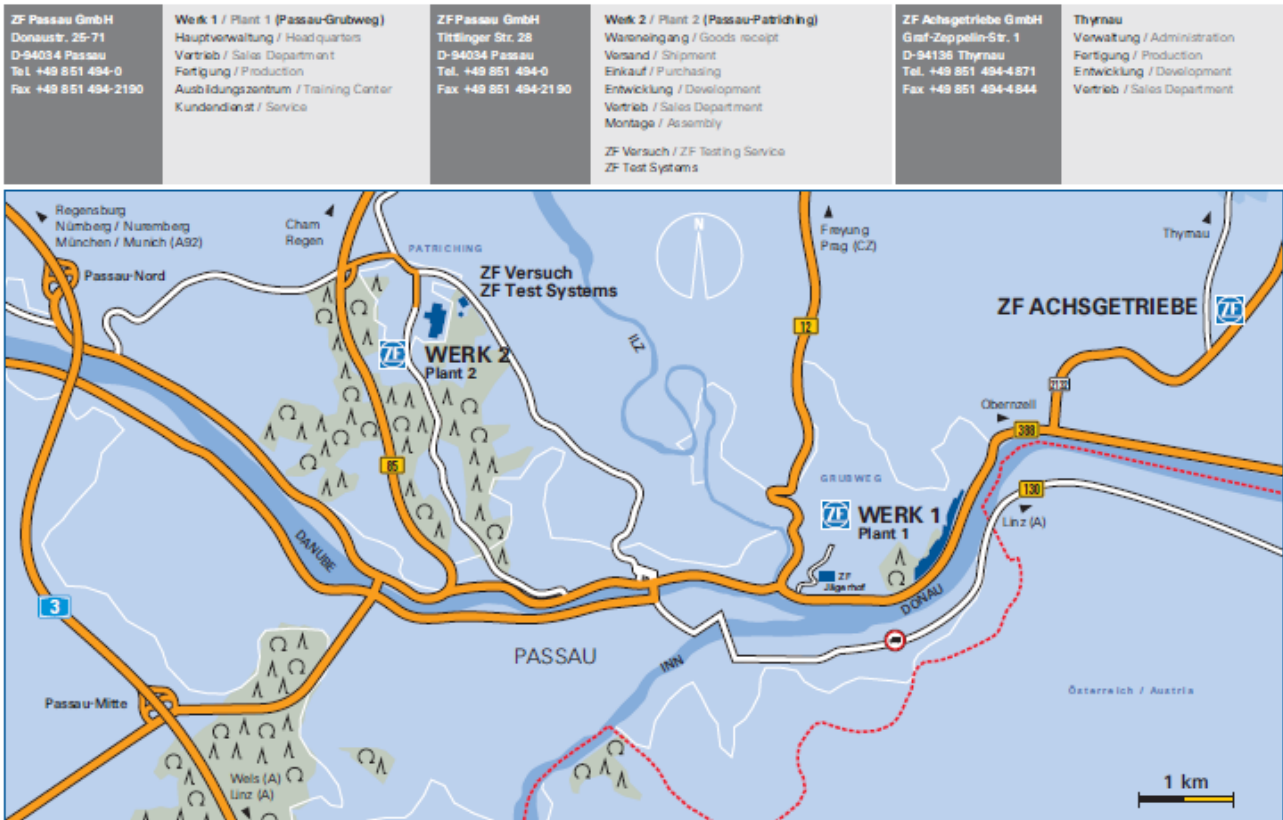 ZF Passau GmbH
Donaustr. 25-71
D-94034 Passau
Tel. +49 851 494-0
Fax +49 851 494-2190
Werk 1 / Plant 1 (Passau-Grubweg)
Hauptverwaltung / Headquarters
Vertrieb / Sales Department
Fertigung / Production
Ausbildungszentrum / Training Center
Kundendienst / Service
ZF Passau GmbH
Tittlinger Str. 28
D-94034 Passau
Tel. +49 851 494-0
Fax +49 851 494-2190
Werk 2 / Plant 2 (Passau-Patriching)
Wareneingang / Goods receipt
Versand / Shipment
Einkauf / Purchasing
Entwicklung / Development
Vertrieb / Sales Department
Montage / Assembly
ZF Versuch / ZF Testing Service
ZF Test Systems
ZF Achsgetriebe GmbH
Graf-Zeppelin-Str. 1
D-94136 Thyrnau
Tel. +49 851 494-4871
Fax +49 851 494-4844
Thyrnau
Verwaltung / Administration
Fertigung / Production
Entwicklung / Development
Vertrieb / Sales Department
Regensburg
Nürnberg / Nuremberg
München / Munich (A92)
Cham
Regen
Passau-Nord
PATRICHING
ZF Versuch
ZF Test Systems
N
Freyung
Prag (CZ)
Thyrnau
ZF ACHSGETRIEBE
ZF
12
ILZ
ZF
WERK 2
Plant 2
2132
Obernzell
388
85
GRUBWEG
130
Linz (A)
ZF
WERK 1
Plant 1
DANUBE
ZF
Jägerhof
DONAU
3
PASSAU
INN
Passau-Mitte
Österreich / Austria
Wels (A)
Linz (A)
1 km